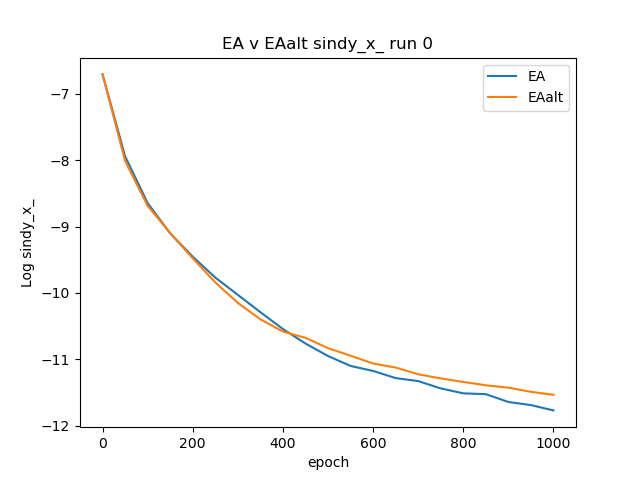 EA v EAalt sindy_x_ run 0
EA
EAalt
Log sindy_x_
−7
−8
−9
−10
−11
−12
0 200 400 600 800 1000
epoch